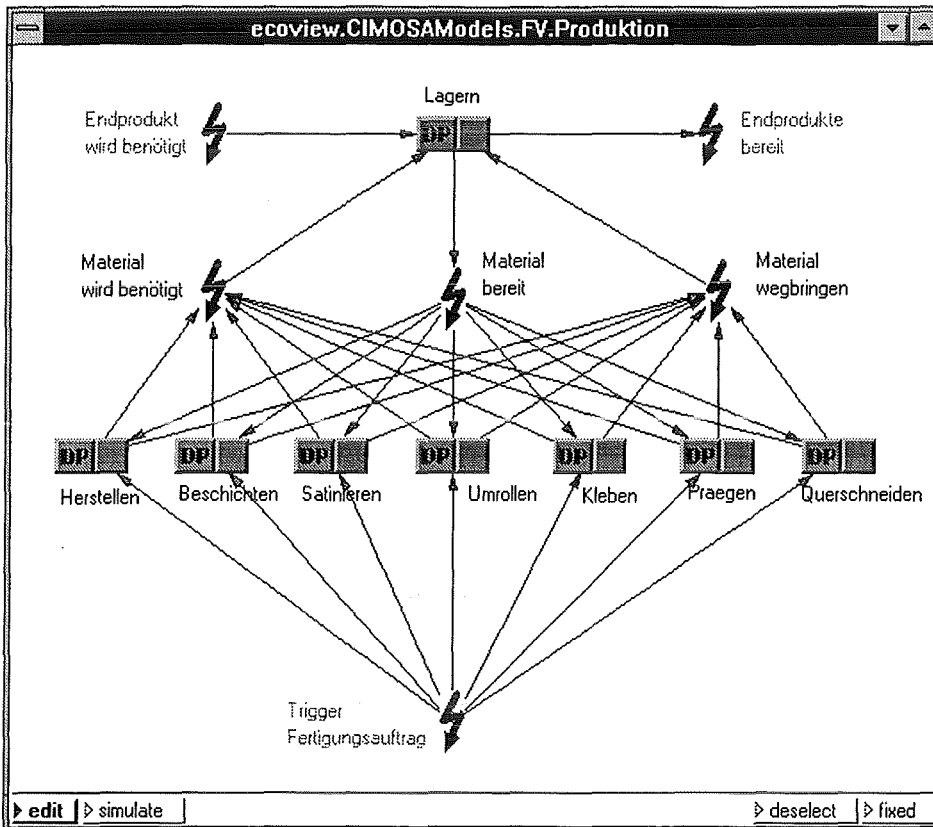 ecoview.CIMOSAModels.FV.Produktion
Lagern
Endprodukt
wird benötigt
DP
Endprodukte
bereit
Material
wird benötigt
Material
bereit
Material
wegbringen
DP
DP
DP
DP
DP
DP
DP
Herstellen
Beschichten
Satinieren
Umrollen
Kleben
Praegen
Querschneiden
Trigger
Fertigungsauftrag
edit
simulate
deselect
fixed